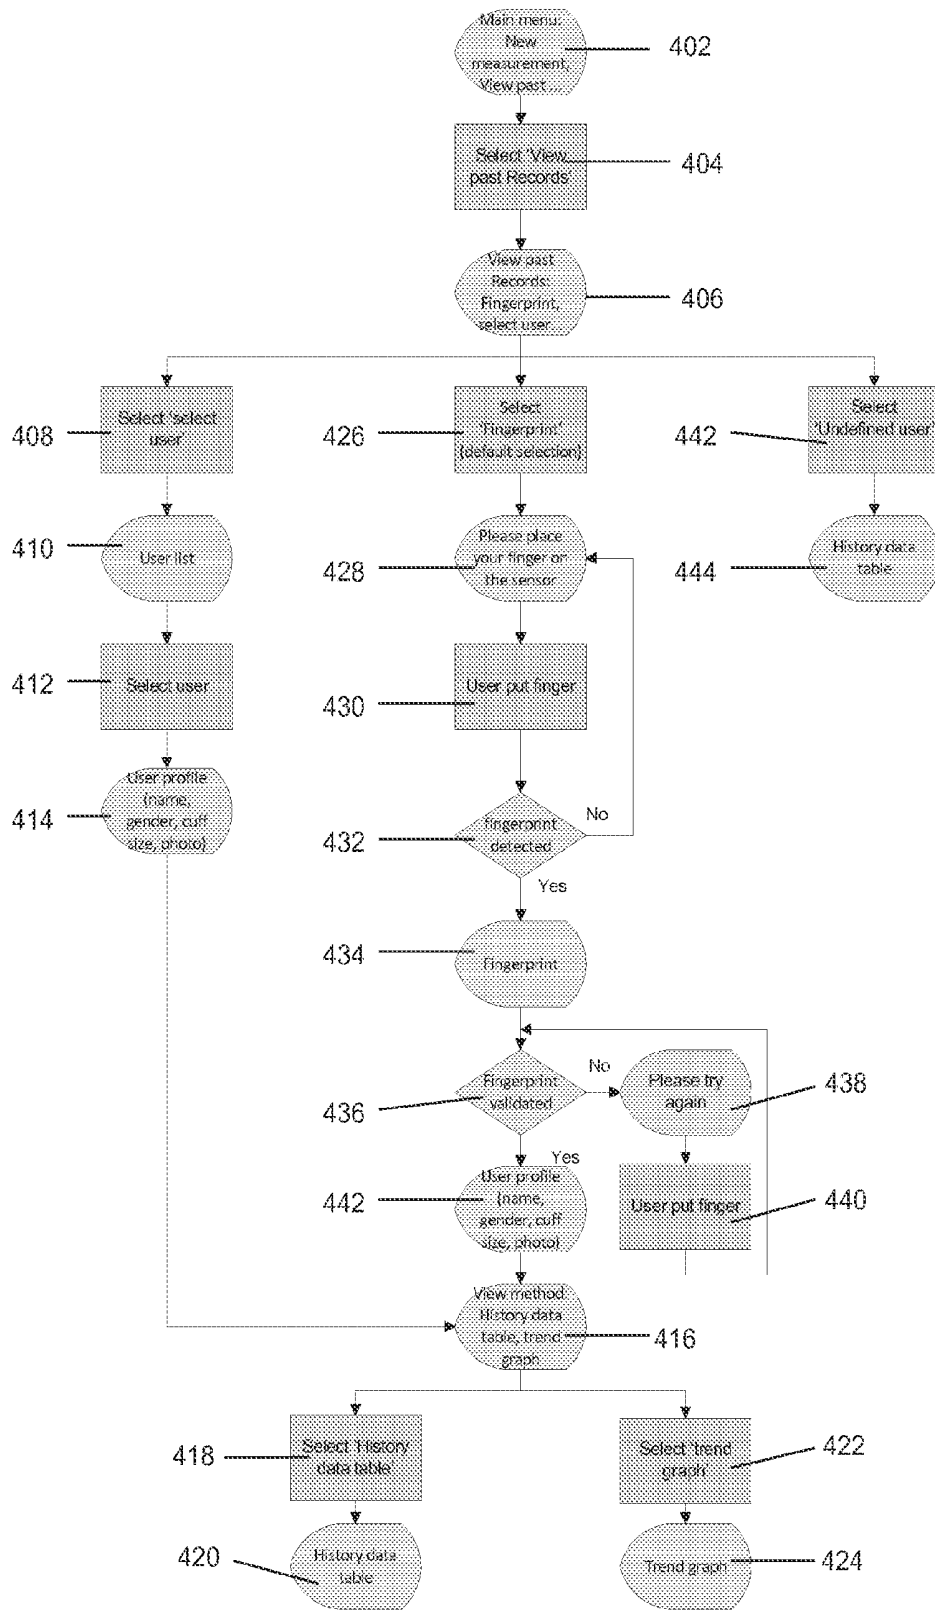 Main menu:
New
measurement,
View past ...
402
Select 'View
past Records'
404
View past
Records:
Fingerprint,
select user...
406
408
Select 'select
user'
426
Select
'Fingerprint'
(default selection)
442
Select
'Undefined user'
410
User list
428
Please place
your finger on
the sensor
444
History data
table
412
Select user
430
User put finger
414
User profile
(name,
gender, cuff
size, photo)
432
fingerprint
detected
No
Yes
434
Fingerprint
436
Fingerprint
validated
No
Please try
again
438
Yes
442
User profile
(name,
gender, cuff
size, photo)
User put finger
440
View method:
History data
table, trend
graph
416
418
Select 'History
data table'
Select 'trend
graph'
422
420
History data
table
Trend graph
424